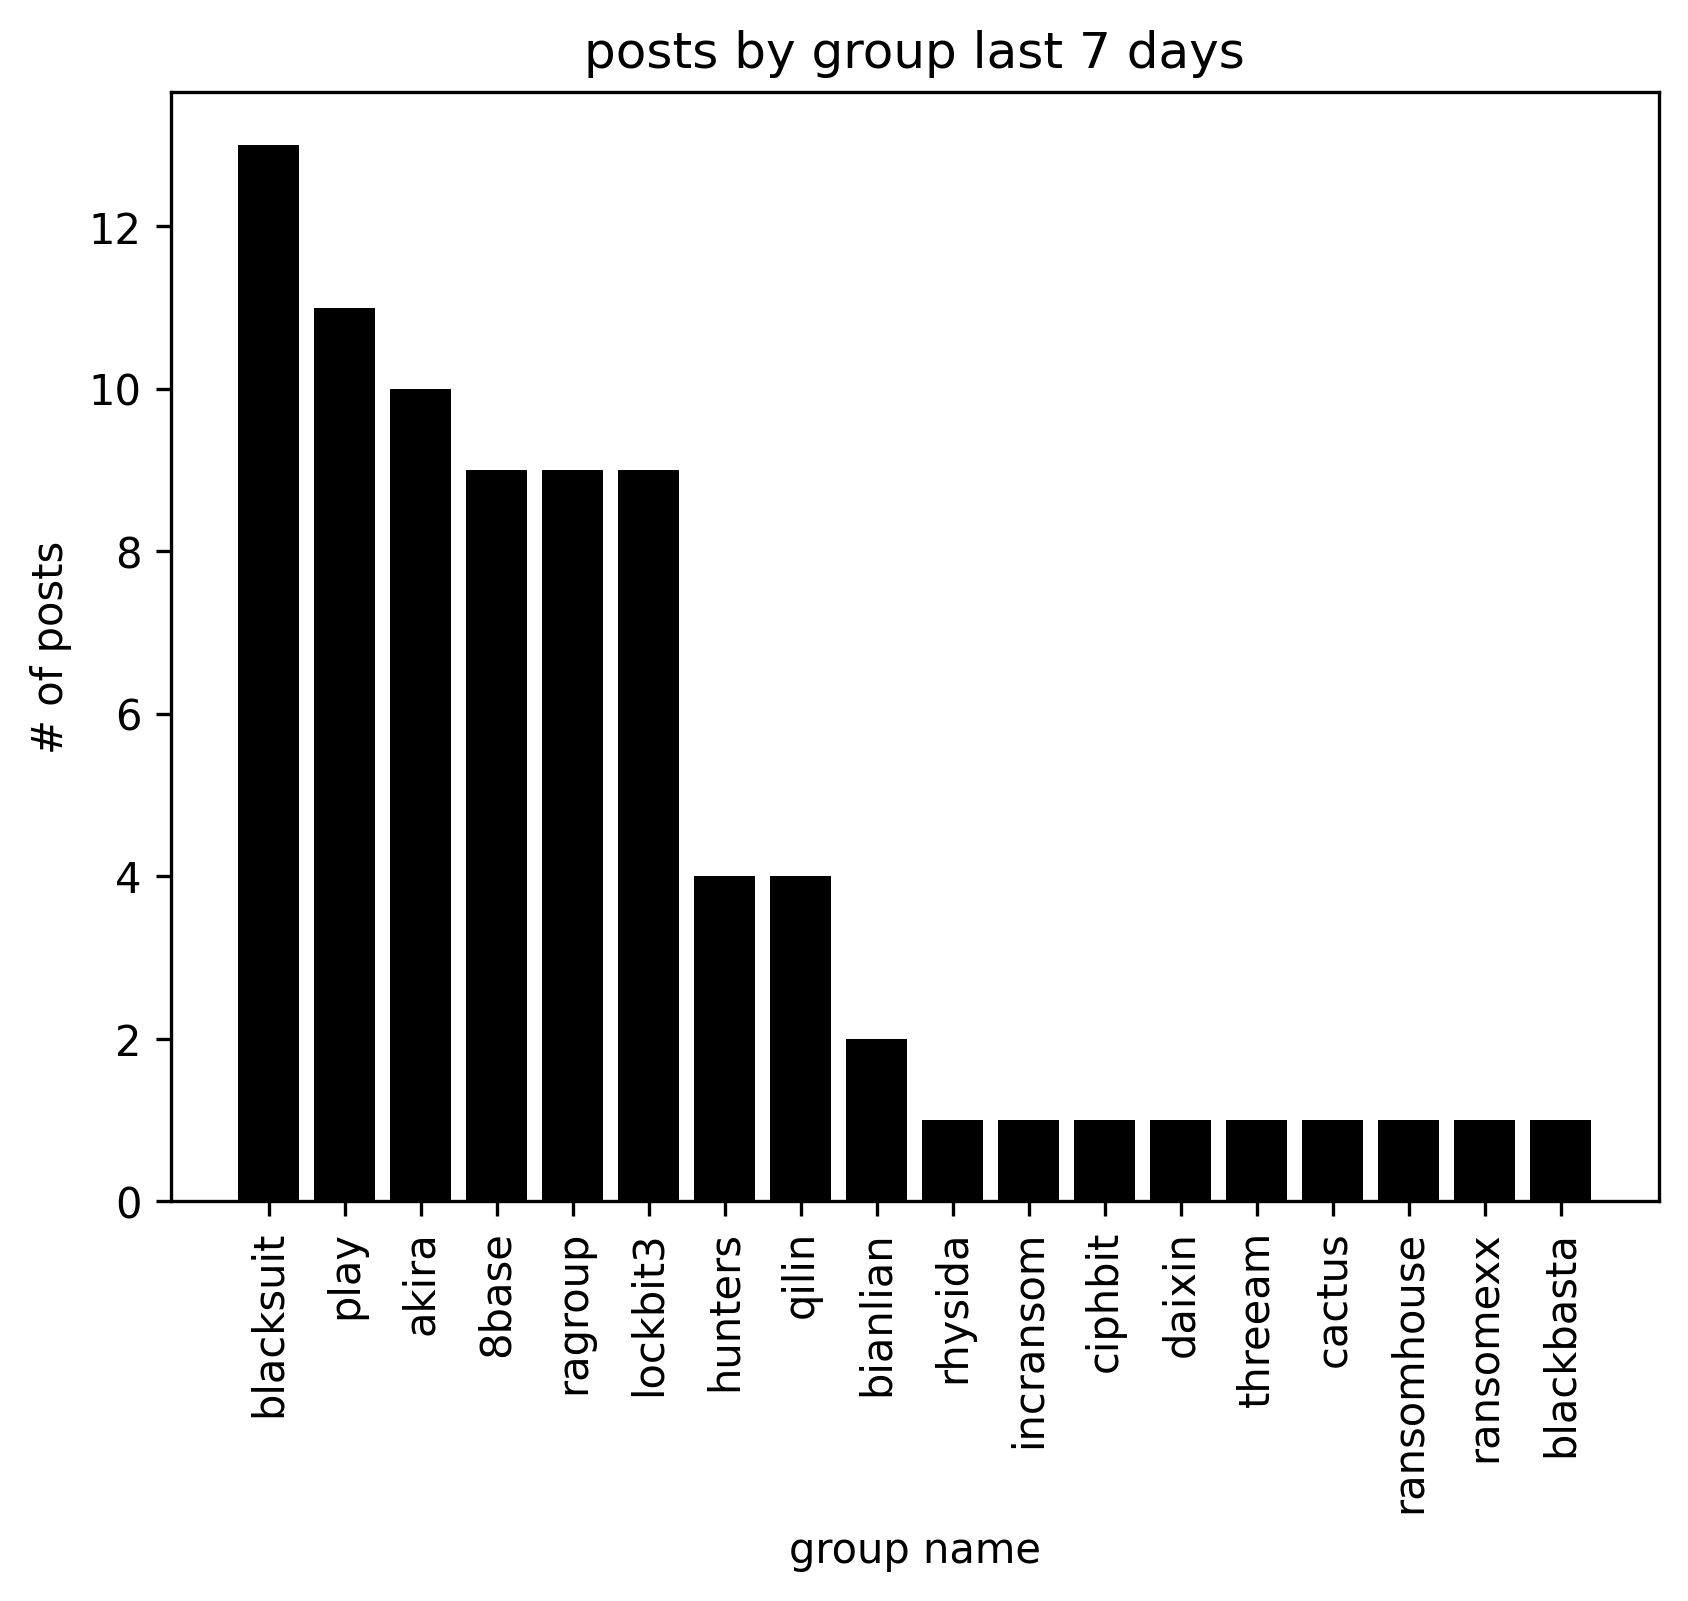 posts by group last 7 days
12
10
8
6
4
2
0
# of posts
blacksuit
play
akira
8base
ragroup
lockbit3
hunters
qilin
bianlian
rhysida
incransom
ciphbit
daixin
threeam
cactus
ransomhouse
ransomexx
blackbasta
group name